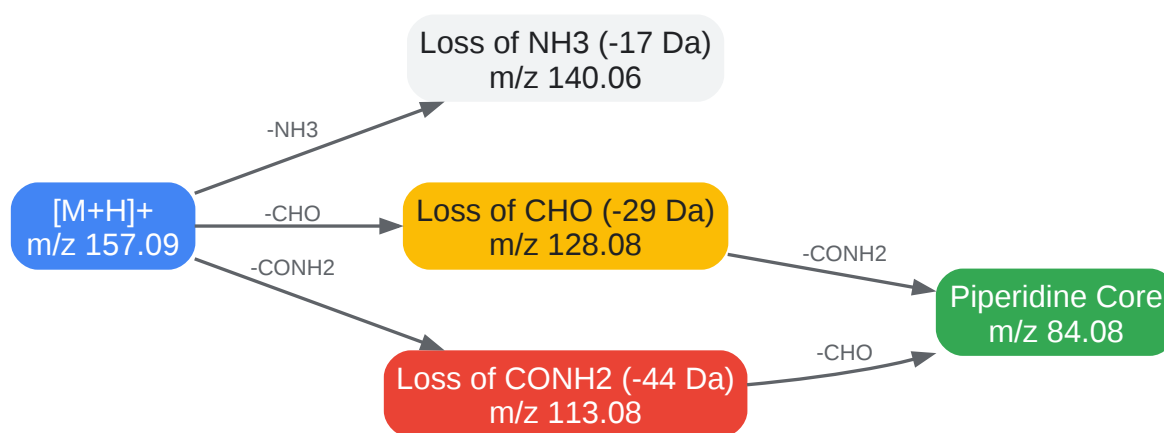 Loss of NH3 (-17 Da)
m/z 140.06
-NH3
[M+H]+
m/z 157.09
-CHO
Loss of CHO (-29 Da)
m/z 128.08
-CONH2
-CONH2
Piperidine Core
m/z 84.08
-CHO
Loss of CONH2 (-44 Da)
m/z 113.08